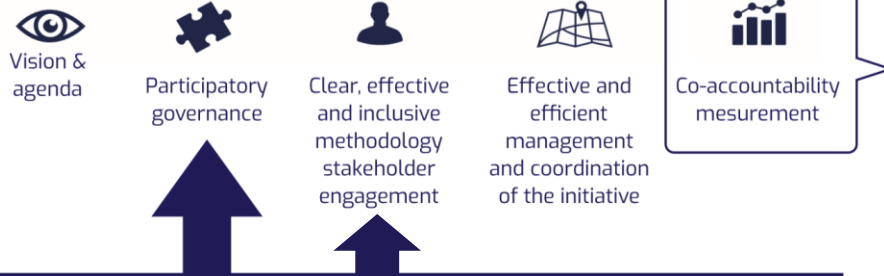 Vision &
agenda
Participatory
governance
Clear, effective
and inclusive
methodology
stakeholder
engagement
Effective and
efficient
management
and coordination
of the initiative
Co-accountability
mesurement